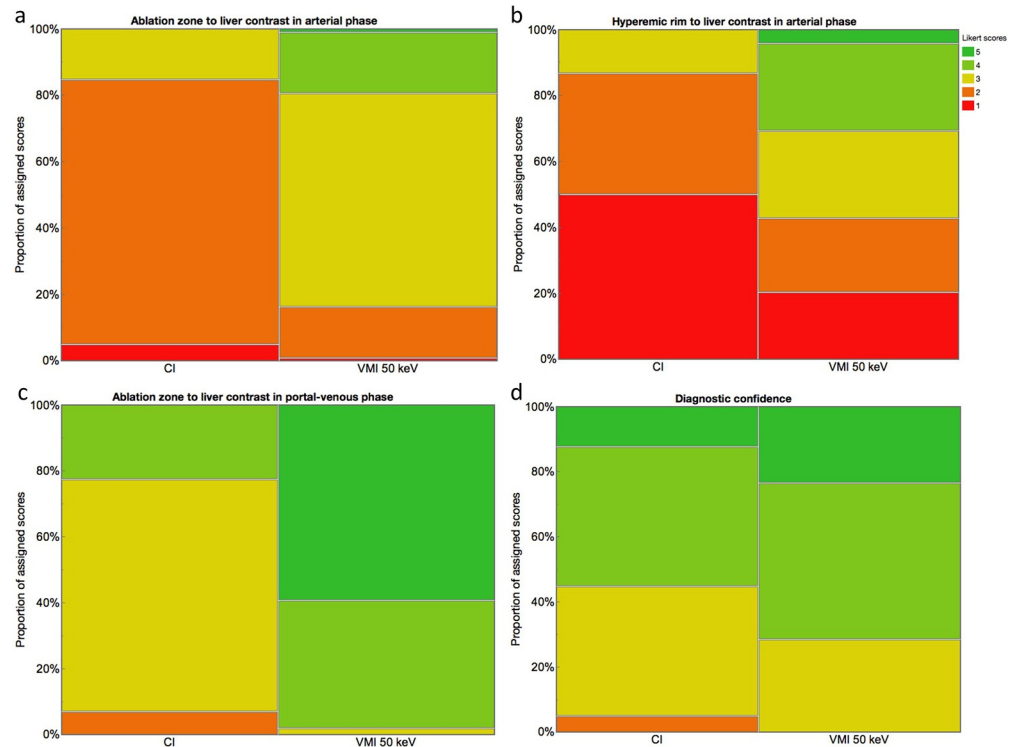 a
Ablation zone to liver contrast in arterial phase
100%
80%
60%
40%
20%
0%
Proportion of assigned scores
CI
VMI 50 keV
b
Hyperemic rim to liver contrast in arterial phase
100%
80%
60%
40%
20%
0%
Proportion of assigned scores
CI
VMI 50 keV
Likert scores
5
4
3
2
1
c
Ablation zone to liver contrast in portal-venous phase
100%
80%
60%
40%
20%
0%
Proportion of assigned scores
CI
VMI 50 keV
d
Diagnostic confidence
100%
80%
60%
40%
20%
0%
Proportion of assigned scores
CI
VMI 50 keV